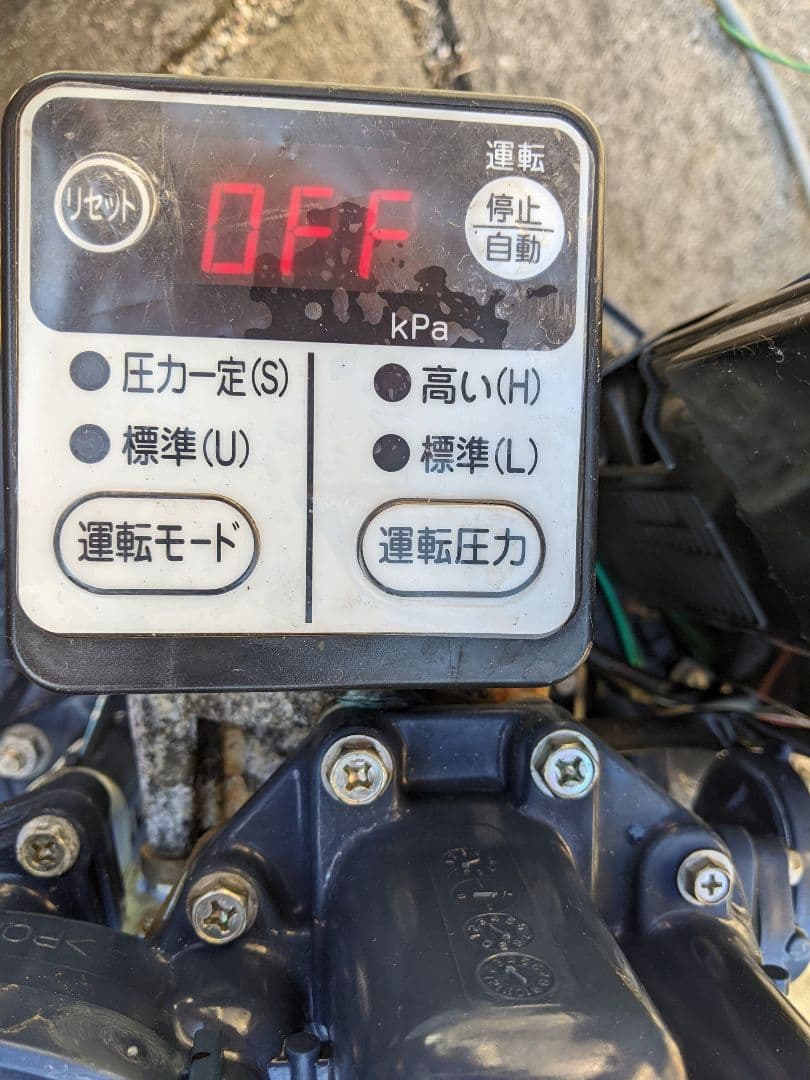 運転
リセット
OFF
停止
自動
kPa
圧力一定(S)
高い(H)
標準(U)
標準(L)
運転モード
運転圧力